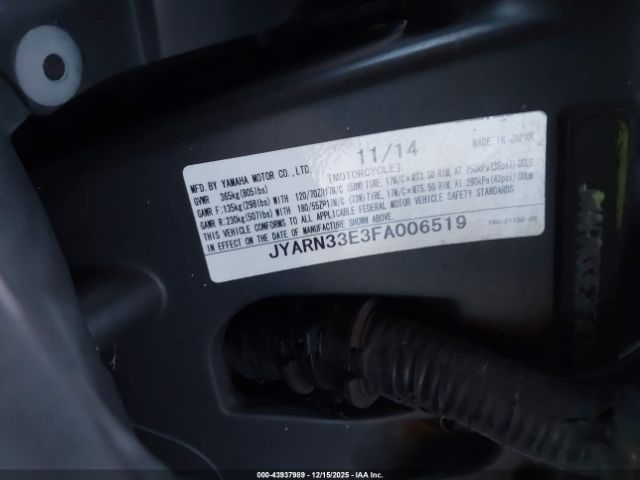 11/14
MADE IN JAPAN
MFD.BY YAMAHA MOTOR CO.,LTD. [MOTORCYCLE]
GVWR 365kg(805lbs)
GAWR F:135kg(298lbs) WITH 120/70ZR17M/C (58W)TIRE, 17M/C×MT3.50 RIM, AT 250kPa(36psi)COLD
GAWR R:230kg(507lbs) WITH 180/55ZR17M/C (73W)TIRE, 17M/C×MT5.50 RIM, AT 290kPa(42psi)COLD
THIS VEHICLE CONFORMS TO ALL APPLICABLE FEDERAL MOTOR VEHICLE SAFETY STANDARDS
IN EFFECT ON THE DATE OF MANUFACTURE SHOWN ABOVE.
JYARN33E3FA006519
000-43937989 - 12/15/2025 - IAA Inc.